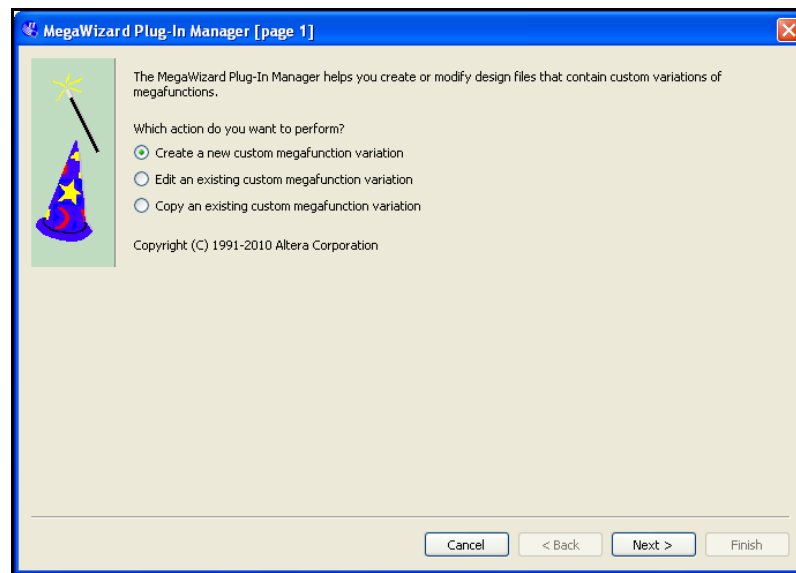 MegaWizard Plug-In Manager [page 1]
The MegaWizard Plug-In Manager helps you create or modify design files that contain custom variations of
megafunctions.
Which action do you want to perform?
Create a new custom megafunction variation
Edit an existing custom megafunction variation
Copy an existing custom megafunction variation
Copyright (C) 1991-2010 Altera Corporation
Cancel < Back Next > Finish